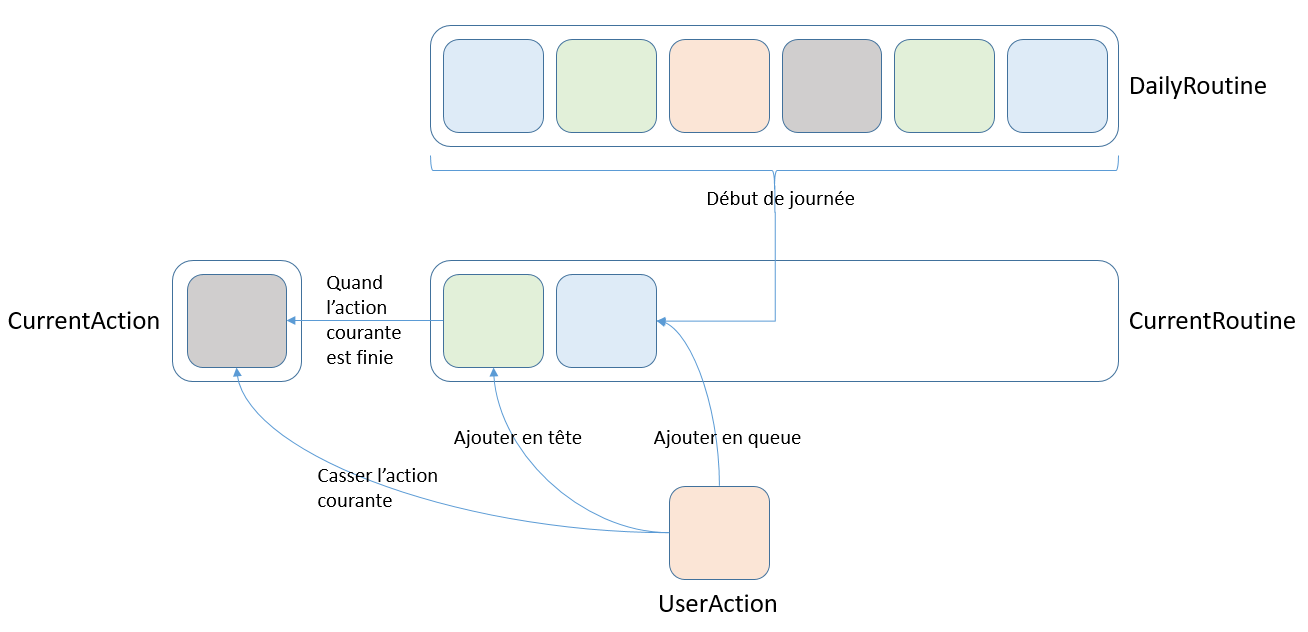 DailyRoutine
Début de journée
Quand
l’action
courante
est finie
CurrentAction
CurrentRoutine
Ajouter en tête
Ajouter en queue
Casser l’action
courante
UserAction